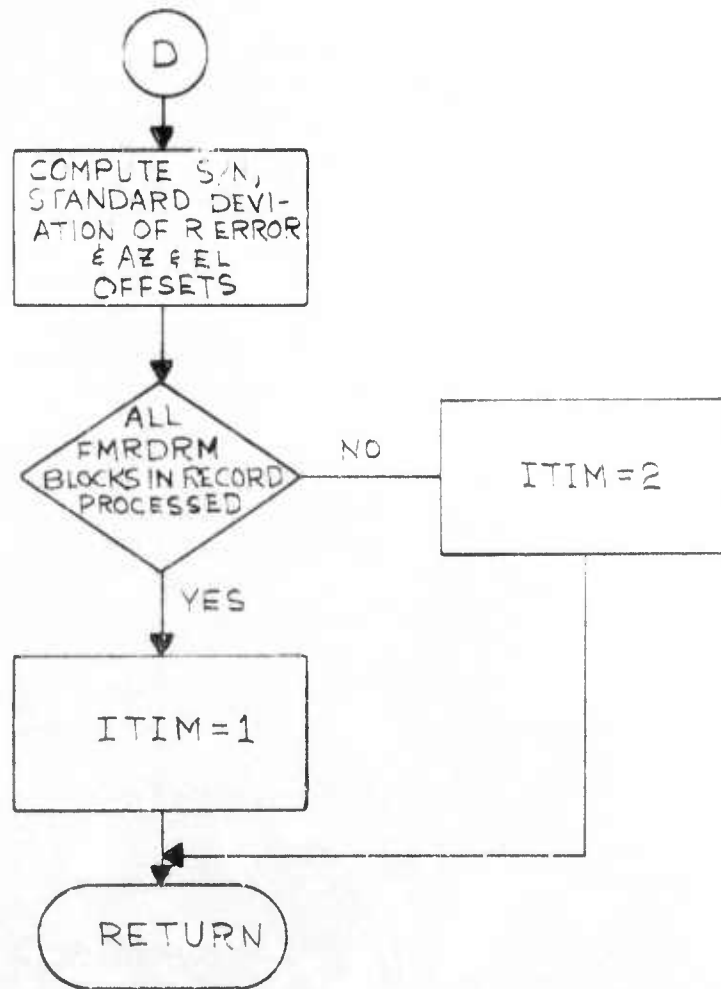 D
COMPUTE S/N,
STANDARD DEVI-
ATION OF R ERROR
& AZ & EL
OFFSETS
ALL
FMRDRM
BLOCKS IN RECORD
PROCESSED
NO
ITIM=2
YES
ITIM=1
RETURN